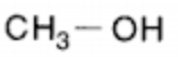 CH₃ — OH